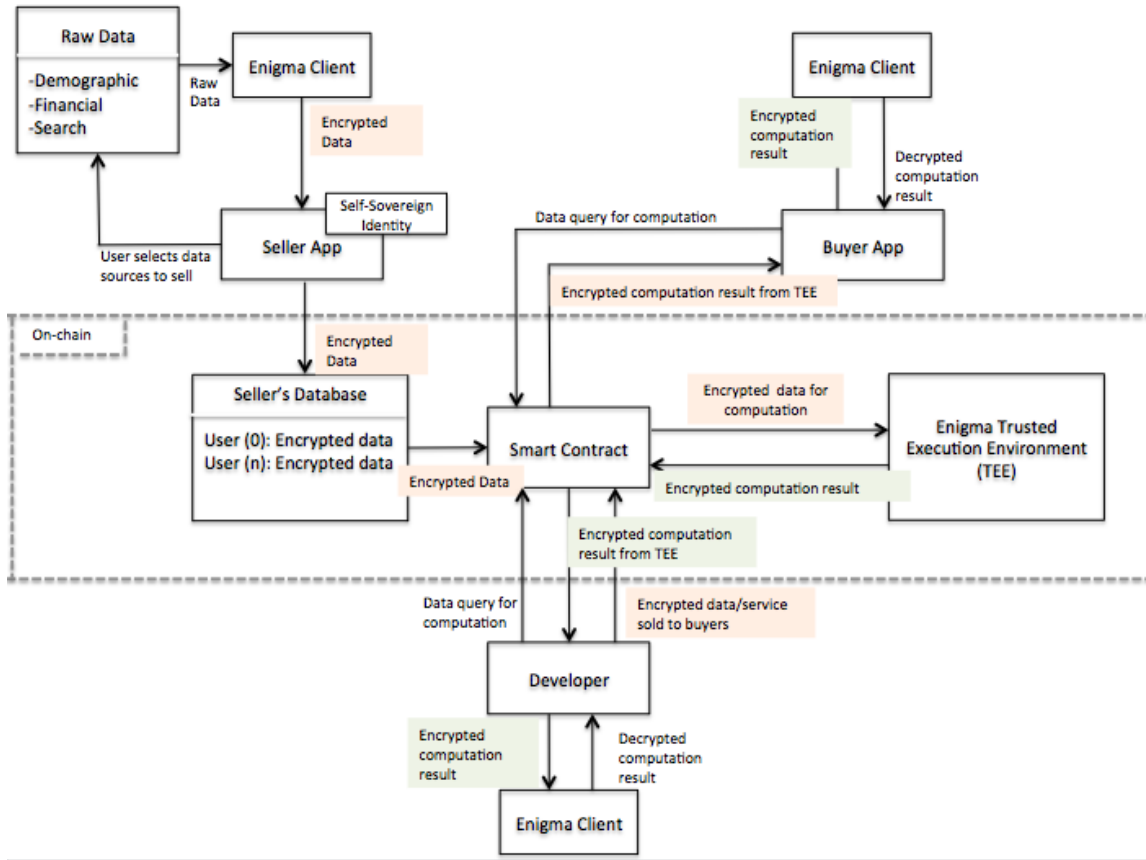 Raw Data
-Demographic
-Financial
-Search
Raw
Data
Enigma Client
Encrypted
Data
Self-Sovereign
Identity
Seller App
User selects data
sources to sell
Enigma Client
Encrypted
computation
result
Decrypted
computation
result
Data query for computation
Buyer App
Encrypted computation result from TEE
On-chain
Encrypted
Data
Seller's Database
User (0): Encrypted data
User (n): Encrypted data
Encrypted Data
Smart Contract
Encrypted data for
computation
Encrypted computation result
Enigma Trusted
Execution Environment
(TEE)
Encrypted computation
result from TEE
Data query for
computation
Encrypted data/service
sold to buyers
Developer
Encrypted
computation
result
Decrypted
computation
result
Enigma Client